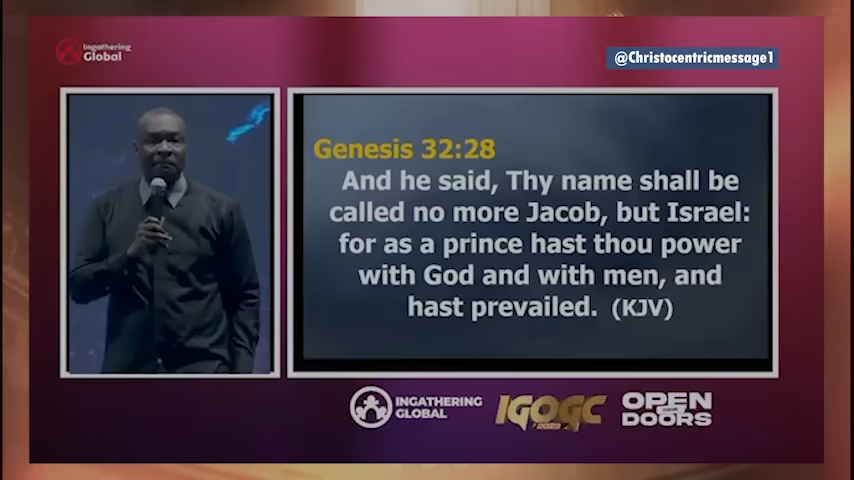 Ingathering
Global
@Christocentricmessage1
Genesis 32:28
And he said, Thy name shall be
called no more Jacob, but Israel:
for as a prince hast thou power
with God and with men, and
hast prevailed. (KJV)
INGATHERING
GLOBAL
IGOGC
2023
OPEN
DOORS